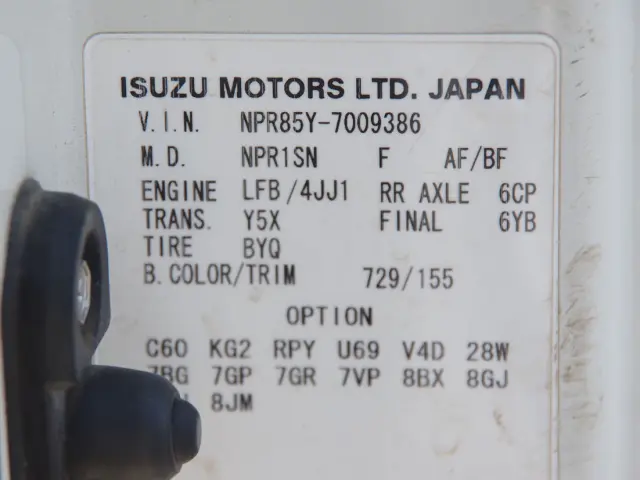 ISUZU MOTORS LTD. JAPAN
V.I.N. NPR85Y-7009386
M.D. NPR1SN F AF/BF
ENGINE LFB/4JJ1 RR AXLE 6CP
TRANS. Y5X FINAL 6YB
TIRE BYQ
B.COLOR/TRIM 729/155
OPTION
C60 KG2 RPY U69 V4D 28W
7BG 7GP 7GR 7VP 8BX 8GJ
8JM